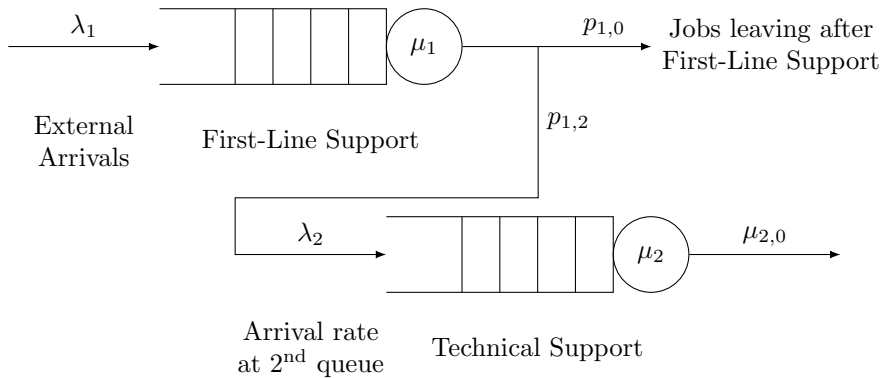 λ₁
μ₁
p₁,₀
Jobs leaving after
First-Line Support
External
Arrivals
First-Line Support
p₁,₂
λ₂
μ₂
μ₂,₀
Arrival rate
at 2ⁿᵈ queue
Technical Support